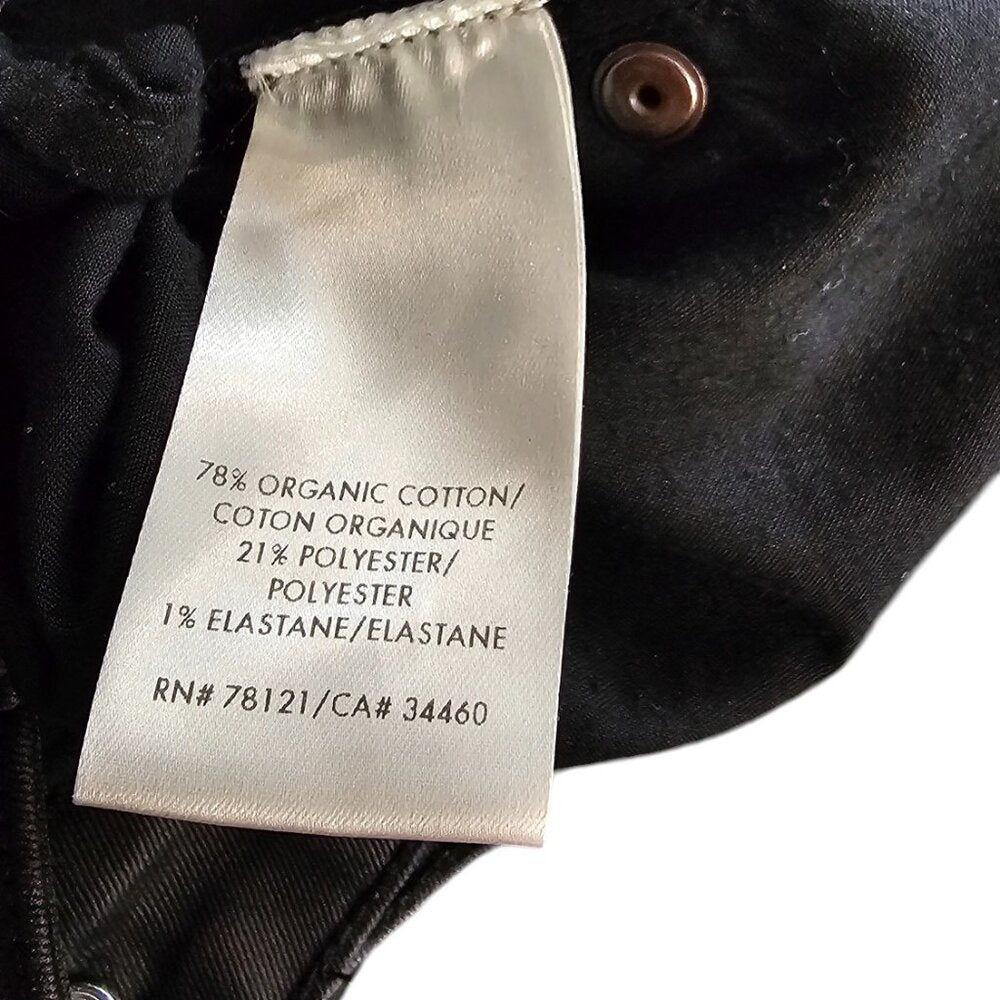 78% ORGANIC COTTON/
COTON ORGANIQUE
21% POLYESTER/
POLYESTER
1% ELASTANE/ELASTANE
RN# 78121/CA# 34460